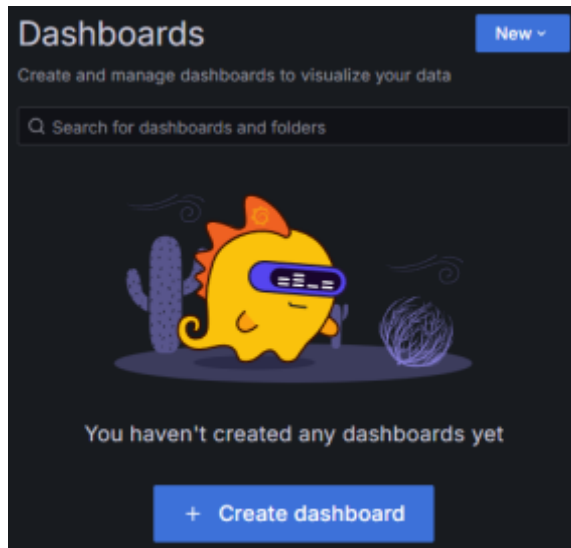 Dashboards
New
Create and manage dashboards to visualize your data
Search for dashboards and folders
You haven't created any dashboards yet
+ Create dashboard